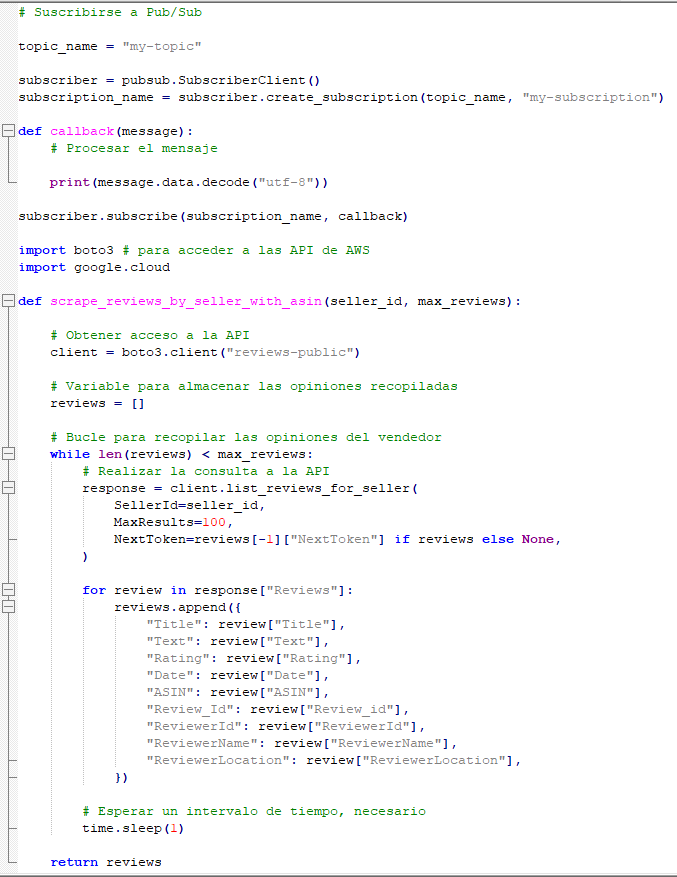 # Suscribirse a Pub/Sub
topic_name = "my-topic"
subscriber = pubsub.SubscriberClient()
subscription_name = subscriber.create_subscription(topic_name, "my-subscription")
def callback(message):
    # Procesar el mensaje
    print(message.data.decode("utf-8"))
subscriber.subscribe(subscription_name, callback)
import boto3 # para acceder a las API de AWS
import google.cloud
def scrape_reviews_by_seller_with_asin(seller_id, max_reviews):
    # Obtener acceso a la API
    client = boto3.client("reviews-public")
    # Variable para almacenar las opiniones recopiladas
    reviews = []
    # Bucle para recopilar las opiniones del vendedor
    while len(reviews) < max_reviews:
        # Realizar la consulta a la API
        response = client.list_reviews_for_seller(
            SellerId=seller_id,
            MaxResults=100,
            NextToken=reviews[-1]["NextToken"] if reviews else None,
        )
        for review in response["Reviews"]:
            reviews.append({
                "Title": review["Title"],
                "Text": review["Text"],
                "Rating": review["Rating"],
                "Date": review["Date"],
                "ASIN": review["ASIN"],
                "Review_Id": review["Review_id"],
                "ReviewerId": review["ReviewerId"],
                "ReviewerName": review["ReviewerName"],
                "ReviewerLocation": review["ReviewerLocation"],
            })
        # Esperar un intervalo de tiempo, necesario
        time.sleep(1)
    return reviews